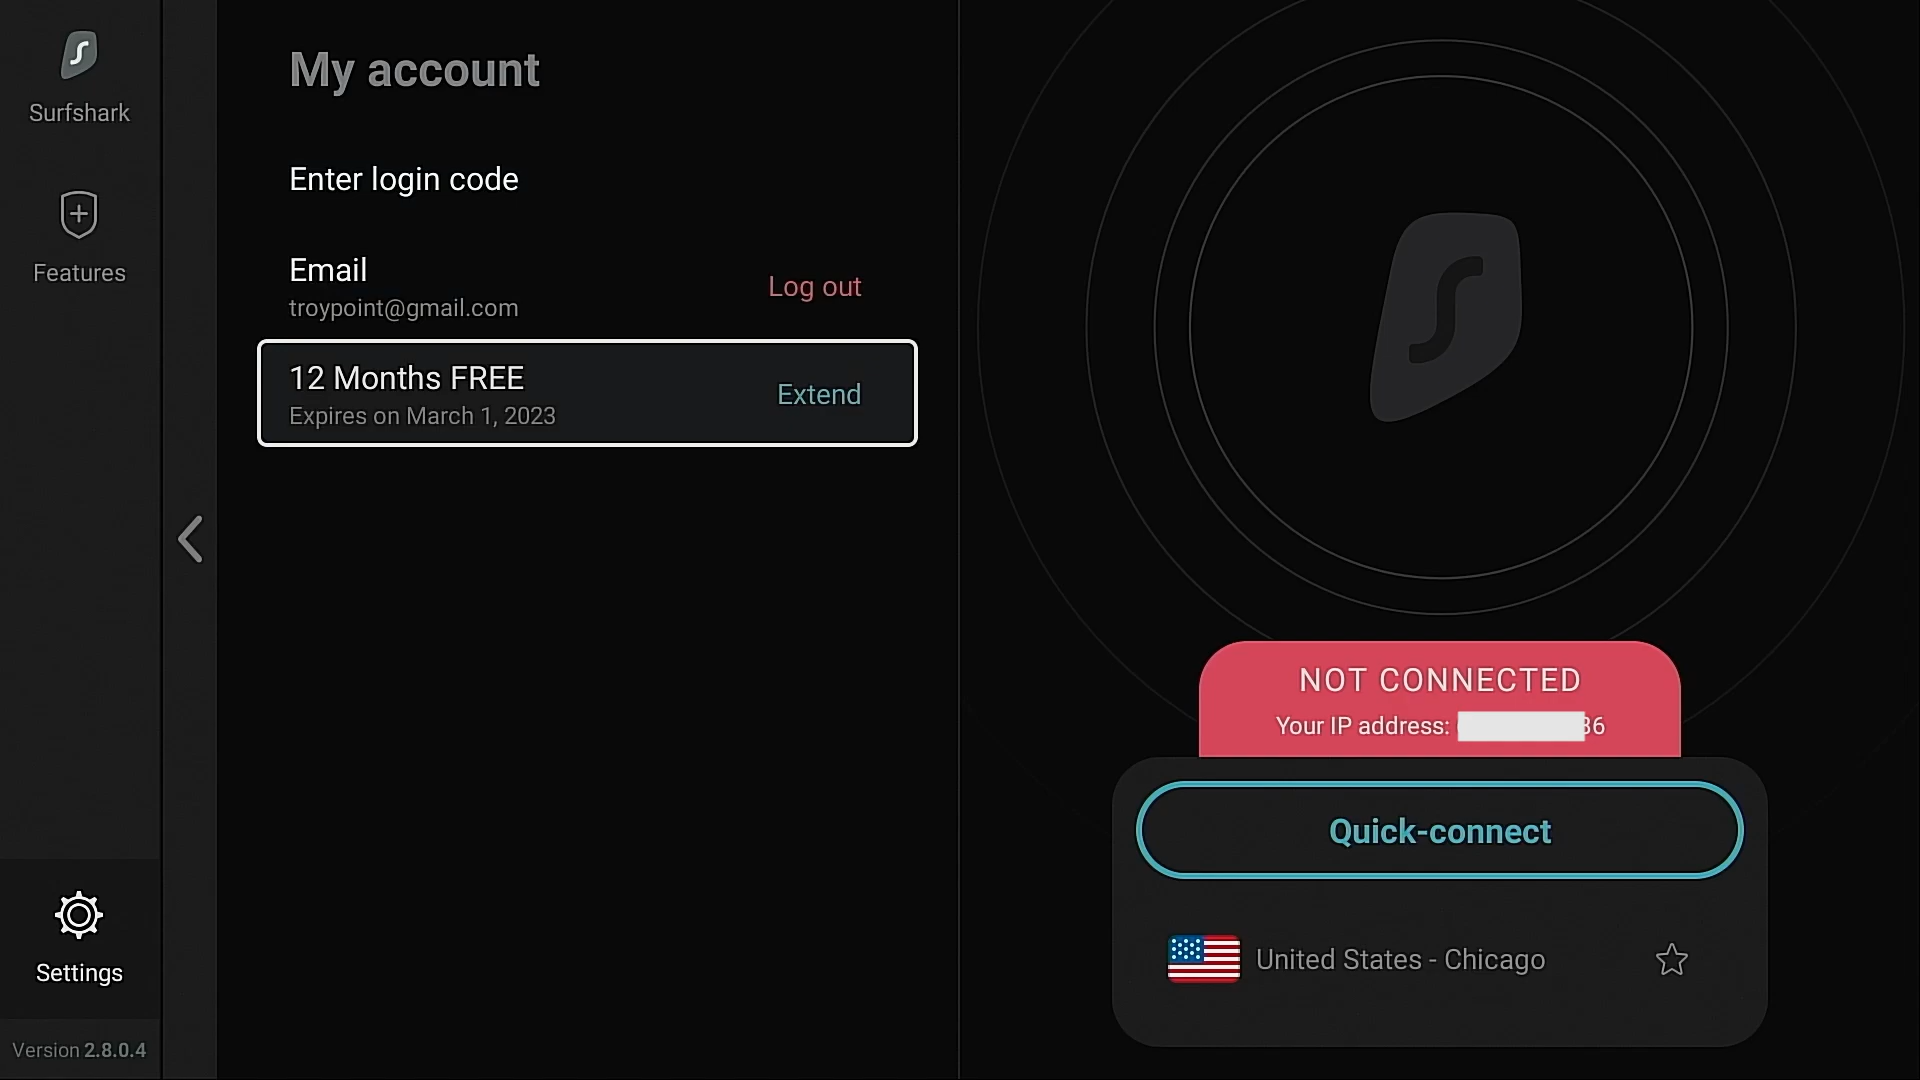 Surfshark
Features
Settings
Version 2.8.0.4
My account
Enter login code
Email
troypoint@gmail.com
Log out
12 Months FREE
Expires on March 1, 2023
Extend
NOT CONNECTED
Your IP address: 36
Quick-connect
United States - Chicago